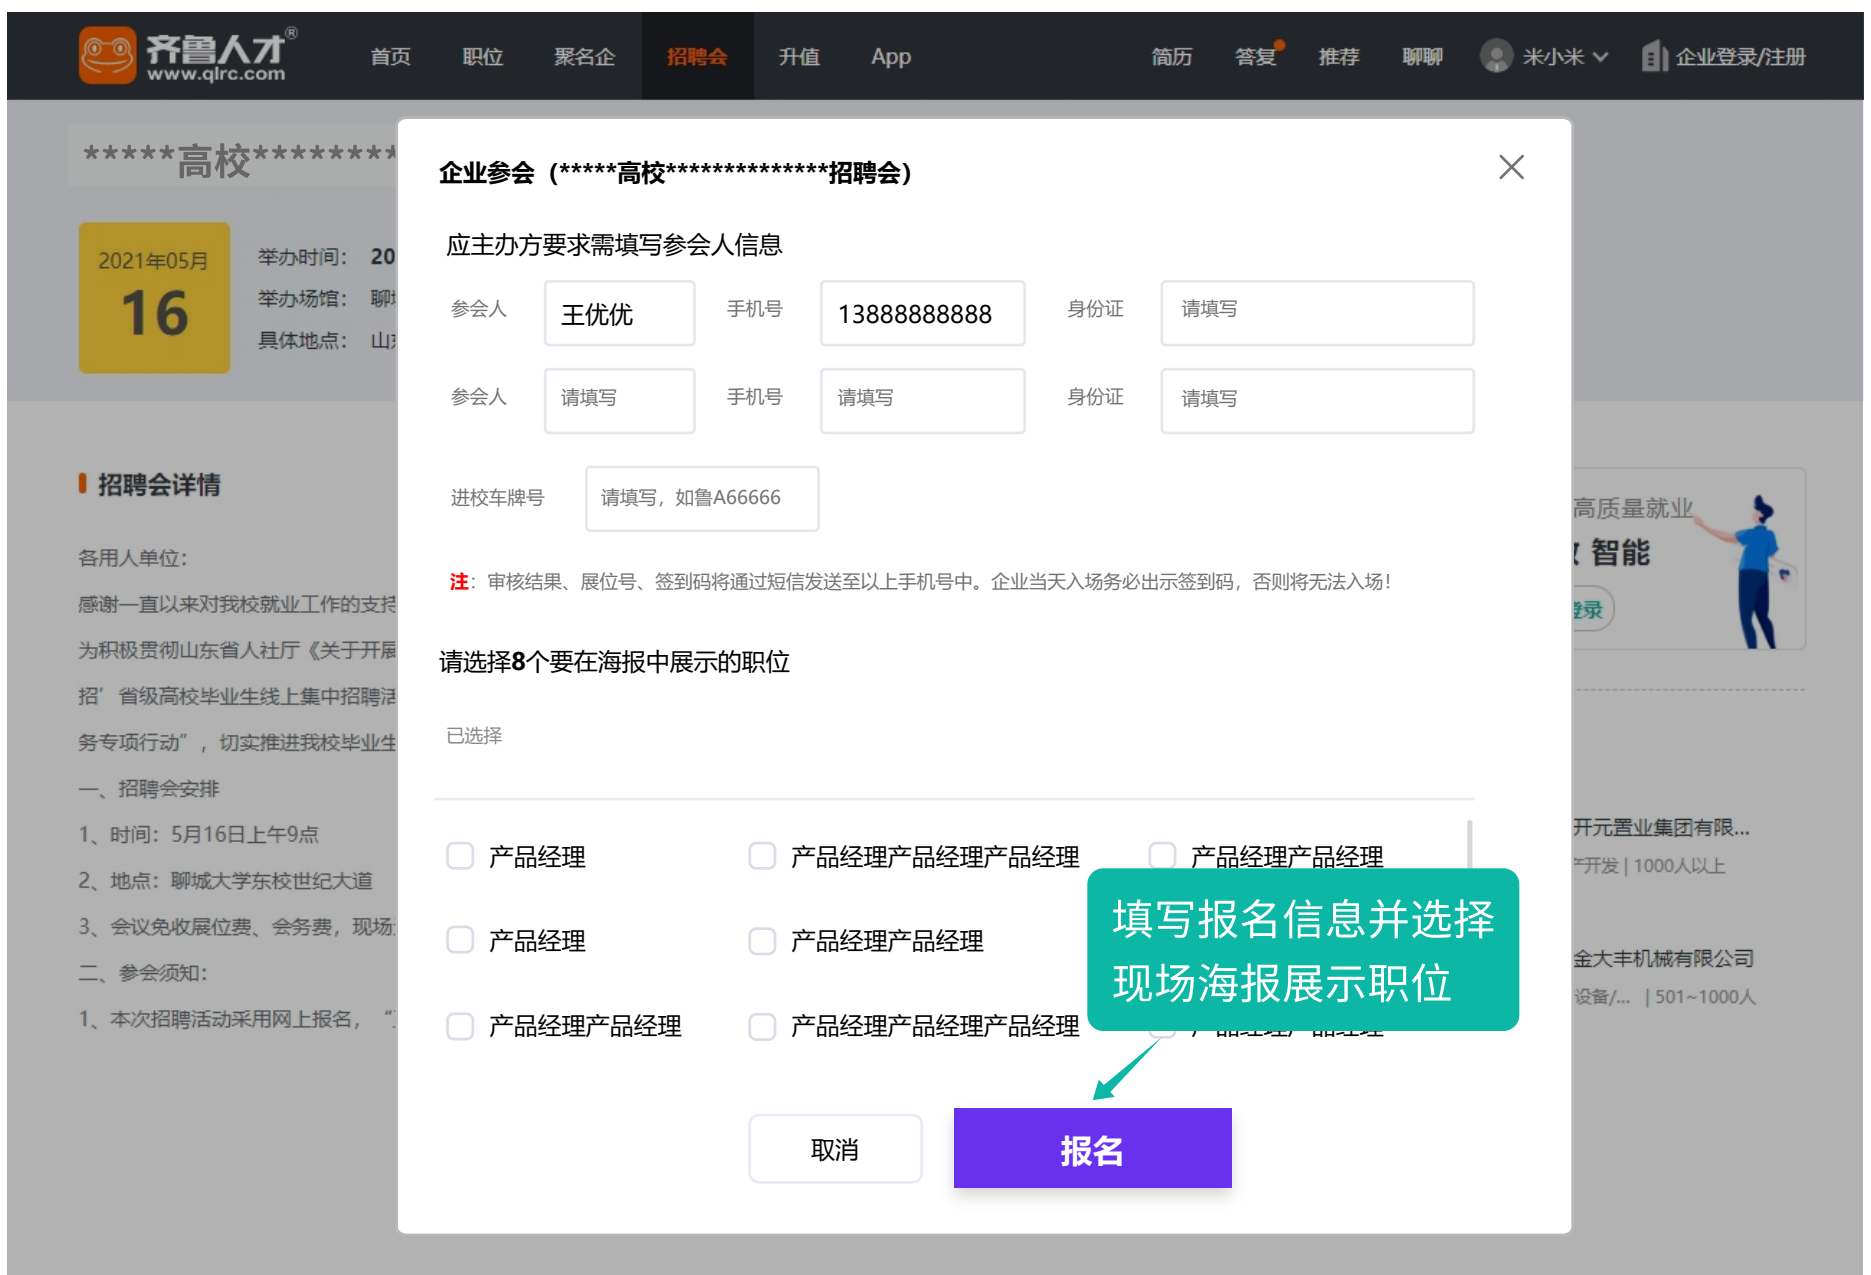 齐鲁人才®
www.qlrc.com
首页 职位 聚名企 招聘会 升值 App 简历 答复 推荐 聊聊 米小米 企业登录/注册
*****高校********
2021年05月
16
举办时间： 20
举办场馆： 聊
具体地点： 山
企业参会（*****高校**************招聘会）
应主办方要求需填写参会人信息
参会人 王优优 手机号 13888888888 身份证 请填写
参会人 请填写 手机号 请填写 身份证 请填写
进校车牌号 请填写，如鲁A66666
注：审核结果、展位号、签到码将通过短信发送至以上手机号中。企业当天入场务必出示签到码，否则将无法入场！
请选择8个要在海报中展示的职位
已选择
产品经理 产品经理产品经理产品经理 产品经理产品经理
产品经理 产品经理产品经理
产品经理产品经理 产品经理产品经理产品经理 产品经理产品经理
填写报名信息并选择
现场海报展示职位
取消 报名
招聘会详情
各用人单位：
感谢一直以来对我校就业工作的支持
为积极贯彻山东省人社厅《关于开展
招’省级高校毕业生线上集中招聘活
务专项行动”，切实推进我校毕业生
一、招聘会安排
1、时间：5月16日上午9点
2、地点：聊城大学东校世纪大道
3、会议免收展位费、会务费，现场
二、参会须知：
1、本次招聘活动采用网上报名，“
高质量就业
智能
登录
开元置业集团有限...
开发 | 1000人以上
金大丰机械有限公司
设备/... | 501~1000人